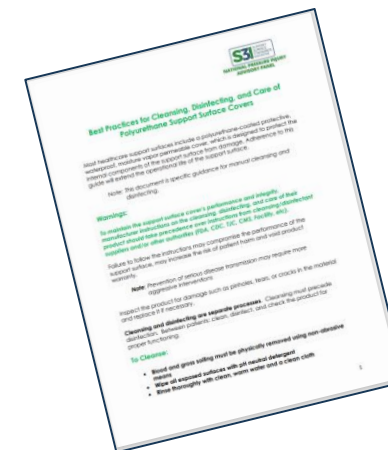 S3I
NATIONAL PRESSURE INJURY
ADVISORY PANEL
Best Practices for Cleansing, Disinfecting, and Care of
Polyurethane Support Surface Covers
Most healthcare support surfaces include a polyurethane-coated protective,
waterproof, moisture vapor permeable cover, which is designed to protect the
internal components of the support surface from damage. Adherence to this
guide will extend the operational life of the support surface.
Note: This document is specific guidance for manual cleansing and
disinfecting.
Warnings:
To maintain the support surface cover's performance and integrity,
manufacturer instructions on the cleansing, disinfecting, and care of their
product should take precedence over instructions from cleansing/disinfectant
suppliers and/or other authorities (FDA, CDC, TJC, CMS, Facility, etc).
Failure to follow the instructions may compromise the performance of the
support surface, may increase the risk of patient harm and void product
warranty.
Note: Prevention of serious disease transmission may require more
aggressive interventions
Inspect the product for damage such as pinholes, tears, or cracks in the material
and replace it if necessary.
Cleansing and disinfecting are separate processes. Cleansing must precede
disinfection. Between patients: clean, disinfect, and check the product for
proper functioning.
To Cleanse:
• Blood and gross soiling must be physically removed using non-abrasive
means
• Wipe all exposed surfaces with pH neutral detergent
• Rinse thoroughly with clean, warm water and a clean cloth